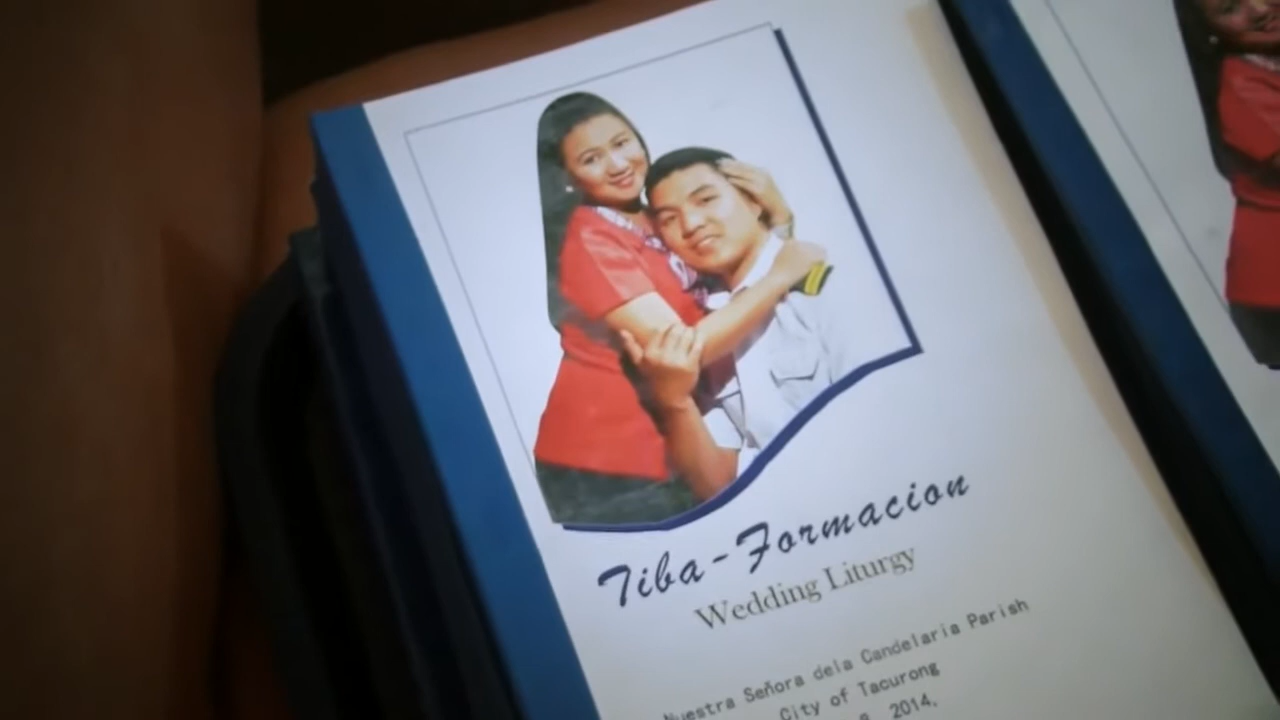 Tiba-Formacion
Wedding Liturgy
Nuestra Señora dela Candelaria Parish
City of Tacurong
2014.